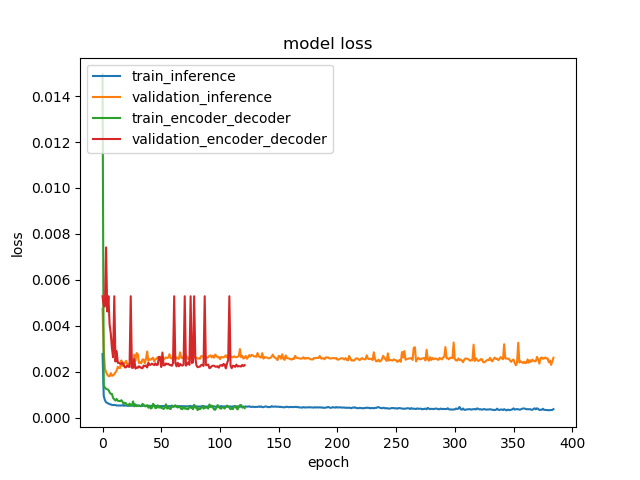 model loss
train_inference
validation_inference
train_encoder_decoder
validation_encoder_decoder
0.014
0.012
0.010
0.008
0.006
0.004
0.002
0.000
loss
0 50 100 150 200 250 300 350 400
epoch